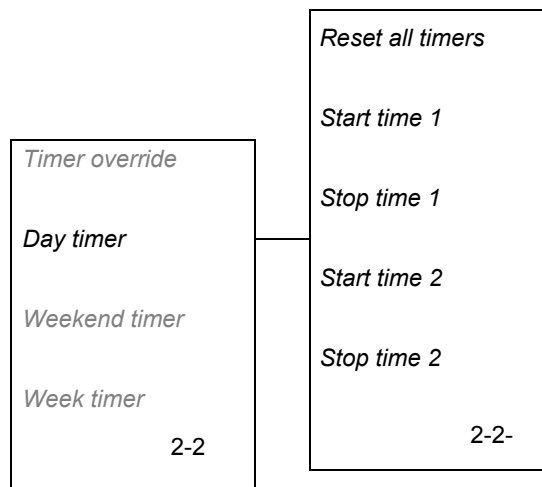 Timer override
Day timer
Weekend timer
Week timer
2-2
Reset all timers
Start time 1
Stop time 1
Start time 2
Stop time 2
2-2-